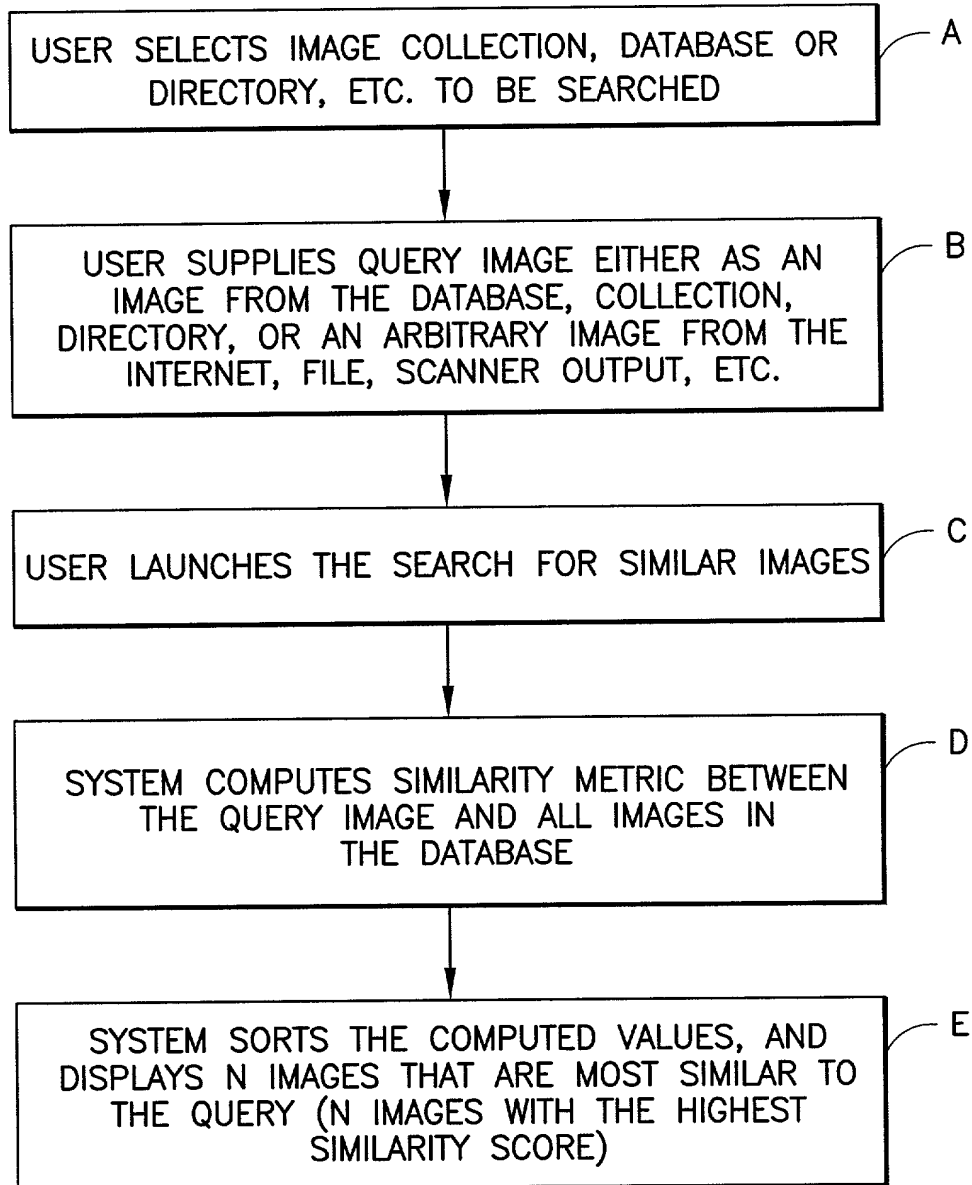 USER SELECTS IMAGE COLLECTION, DATABASE OR
DIRECTORY, ETC. TO BE SEARCHED
A
USER SUPPLIES QUERY IMAGE EITHER AS AN
IMAGE FROM THE DATABASE, COLLECTION,
DIRECTORY, OR AN ARBITRARY IMAGE FROM THE
INTERNET, FILE, SCANNER OUTPUT, ETC.
B
USER LAUNCHES THE SEARCH FOR SIMILAR IMAGES
C
SYSTEM COMPUTES SIMILARITY METRIC BETWEEN
THE QUERY IMAGE AND ALL IMAGES IN
THE DATABASE
D
SYSTEM SORTS THE COMPUTED VALUES, AND
DISPLAYS N IMAGES THAT ARE MOST SIMILAR TO
THE QUERY (N IMAGES WITH THE HIGHEST
SIMILARITY SCORE)
E